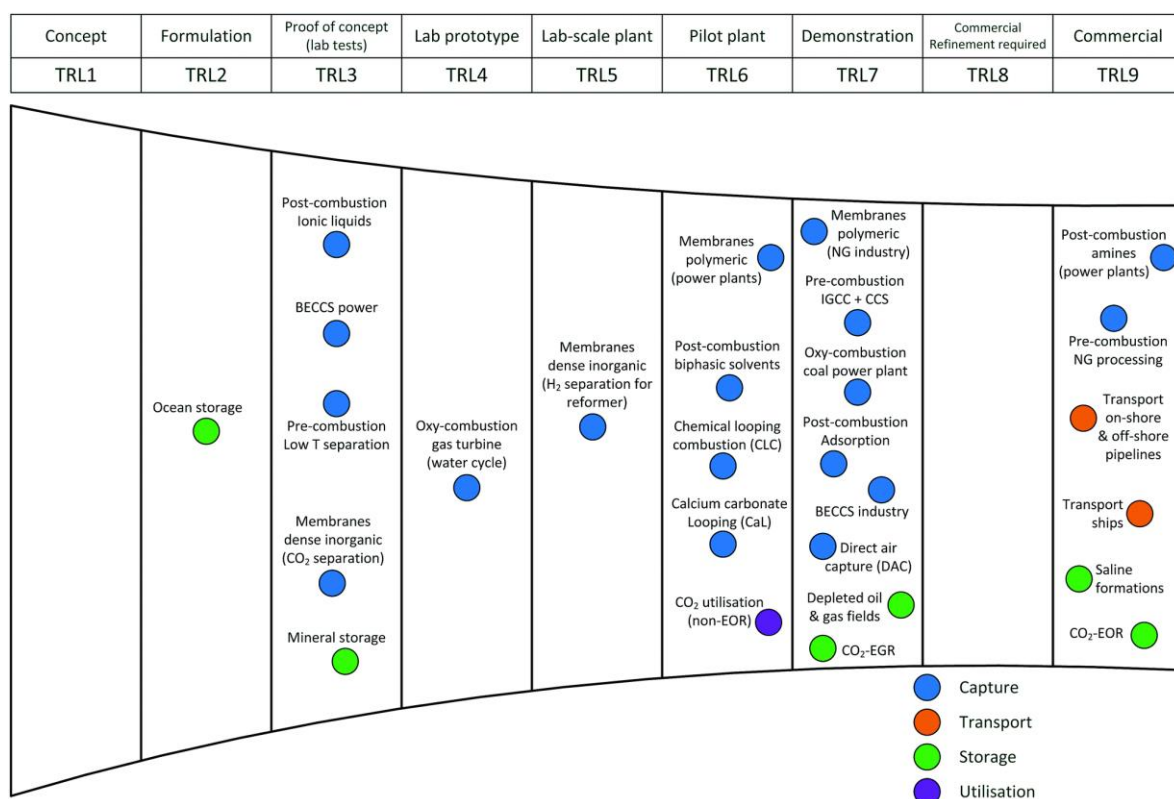 Concept
Formulation
Proof of concept
(lab tests)
Lab prototype
Lab-scale plant
Pilot plant
Demonstration
Commercial
Refinement required
Commercial
TRL1
TRL2
TRL3
TRL4
TRL5
TRL6
TRL7
TRL8
TRL9
Ocean storage
Post-combustion
Ionic liquids
BECCS power
Pre-combustion
Low T separation
Membranes
dense inorganic
(CO₂ separation)
Mineral storage
Oxy-combustion
gas turbine
(water cycle)
Membranes
dense inorganic
(H₂ separation for
reformer)
Membranes
polymeric
(power plants)
Post-combustion
biphasic solvents
Chemical looping
combustion (CLC)
Calcium carbonate
Looping (CaL)
CO₂ utilisation
(non-EOR)
Membranes
polymeric
(NG industry)
Pre-combustion
IGCC + CCS
Oxy-combustion
coal power plant
Post-combustion
Adsorption
BECCS industry
Direct air
capture (DAC)
Depleted oil
& gas fields
CO₂-EGR
Post-combustion
amines
(power plants)
Pre-combustion
NG processing
Transport
on-shore
& off-shore
pipelines
Transport
ships
Saline
formations
CO₂-EOR
Capture
Transport
Storage
Utilisation